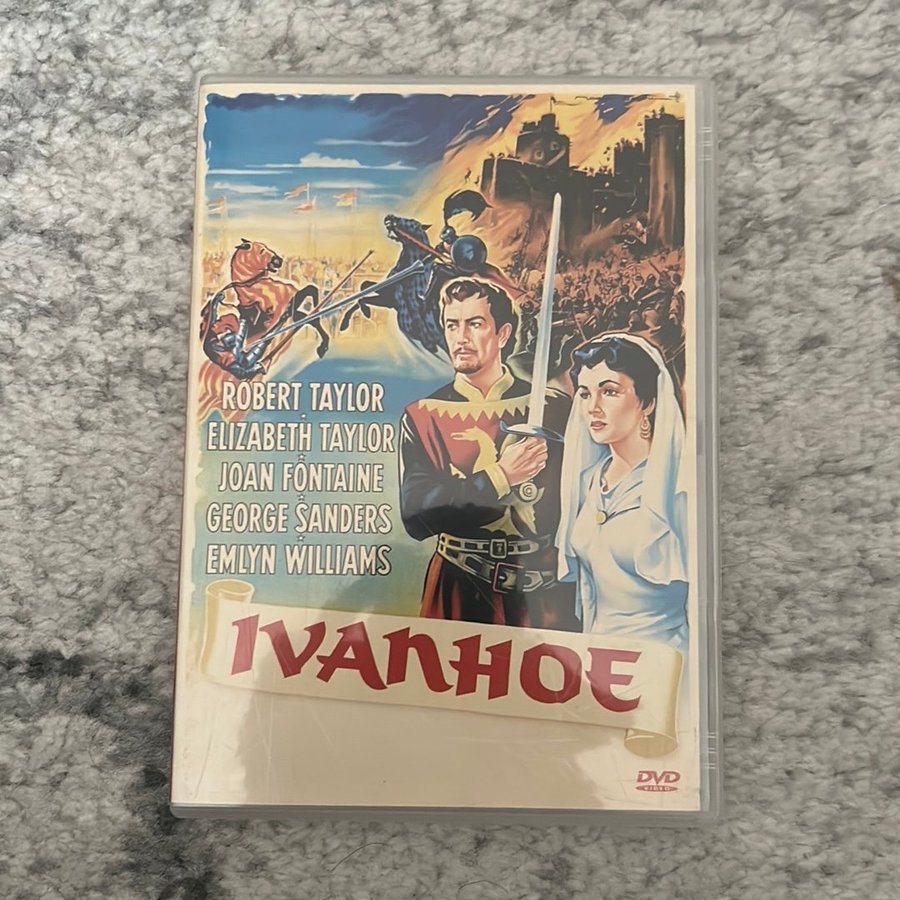 ROBERT TAYLOR
ELIZABETH TAYLOR
JOAN FONTAINE
GEORGE SANDERS
EMLYN WILLIAMS
IVANHOE
DVD
VIDEO